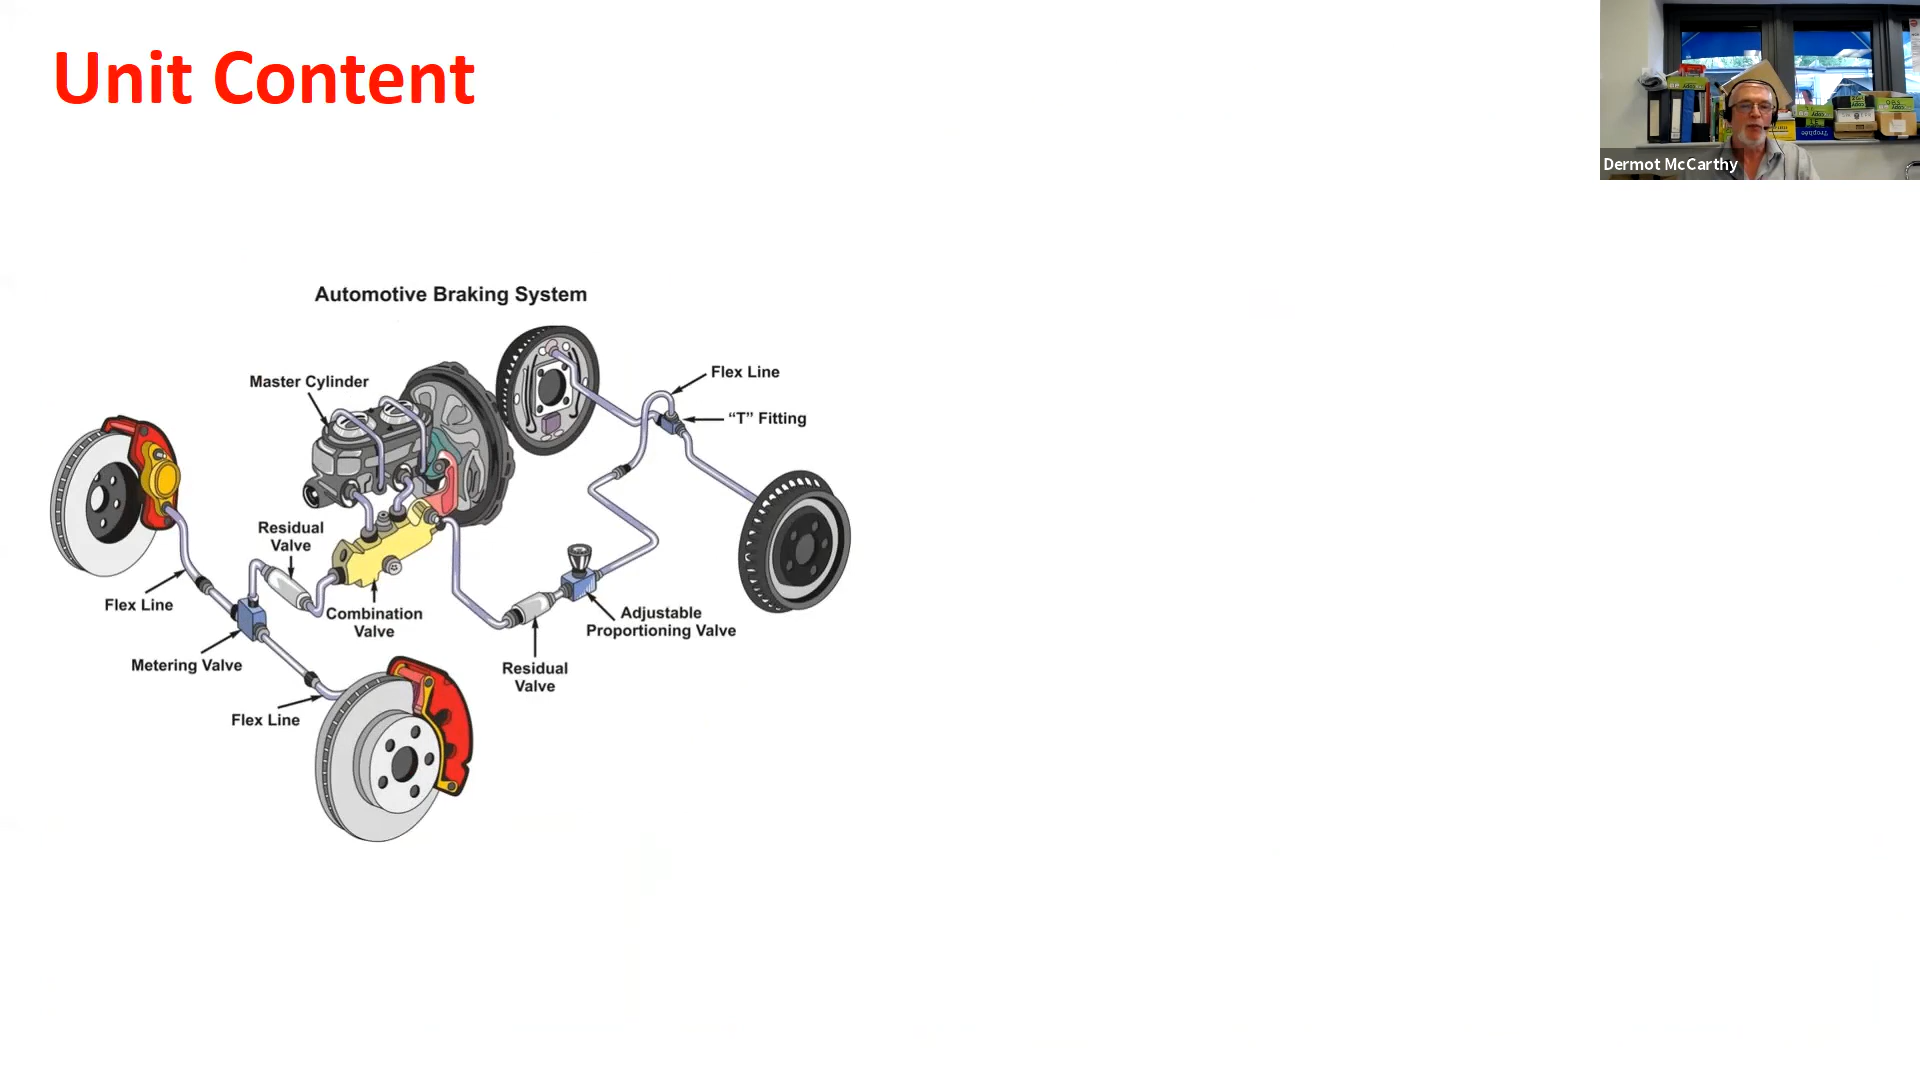 Unit Content
Dermot McCarthy
Automotive Braking System
Master Cylinder
Flex Line
“T” Fitting
Residual
Valve
Flex Line
Combination
Valve
Adjustable
Proportioning Valve
Metering Valve
Residual
Valve
Flex Line